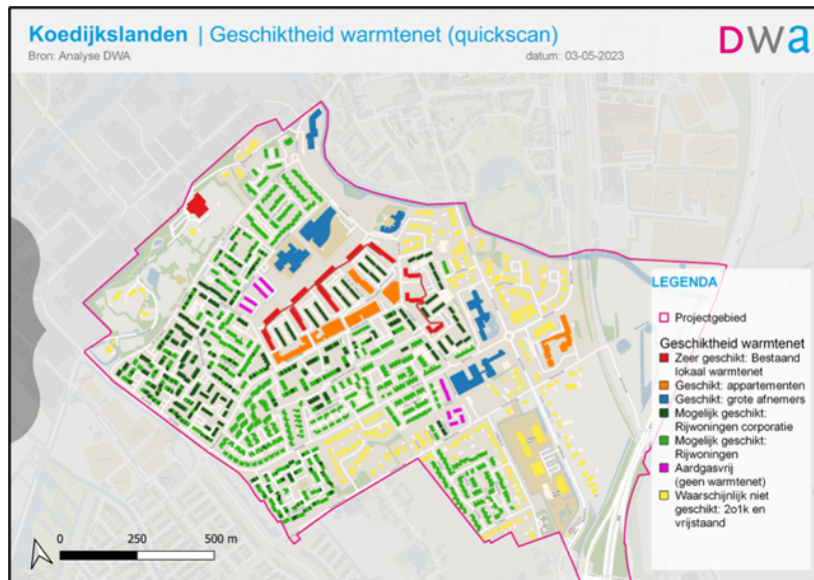 Koedijkslanden | Geschiktheid warmtenet (quickscan)
Bron: Analyse DWA
datum: 03-05-2023
DWa
LEGENDA
Projectgebied
Geschiktheid warmtenet
Zeer geschikt: Bestaand
lokaal warmtenet
Geschikt: appartementen
Geschikt: grote afnemers
Mogelijk geschikt:
Rijwoningen corporatie
Mogelijk geschikt:
Rijwoningen
Aardgasvrij
(geen warmtenet)
Waarschijnlijk niet
geschikt: 2o1k en
vrijstaand
0 250 500 m